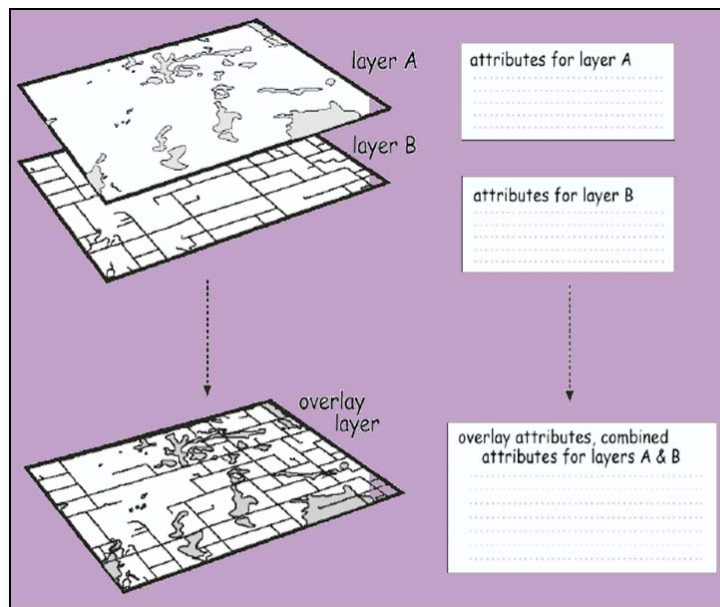 layer A
layer B
attributes for layer A
attributes for layer B
overlay
layer
overlay attributes, combined
attributes for layers A & B